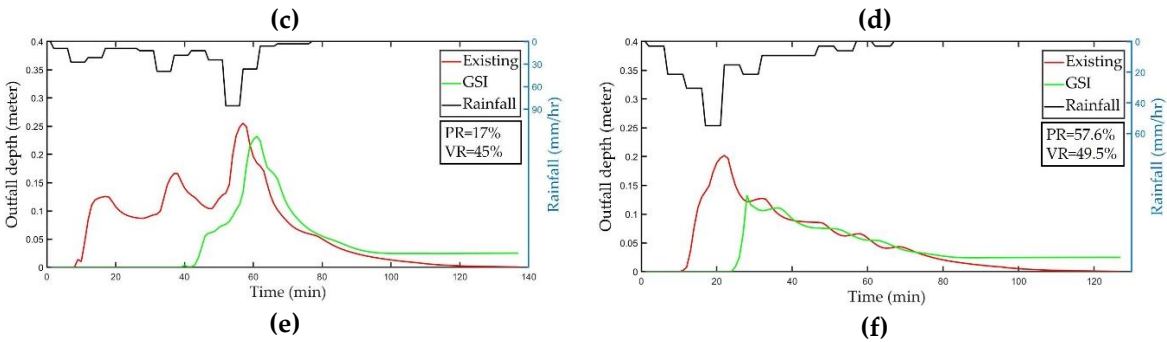 (c)
(d)
0.4
0.35
0.3
0.25
0.2
0.15
0.1
0.05
0
Outfall depth (meter)
0
20
40
60
80
100
120
140
Time (min)
0
30
60
90
Rainfall (mm/hr)
Existing
GSI
Rainfall
PR=17%
VR=45%
0.4
0.35
0.3
0.25
0.2
0.15
0.1
0.05
0
Outfall depth (meter)
0
20
40
60
80
100
120
Time (min)
0
20
40
60
Rainfall (mm/hr)
Existing
GSI
Rainfall
PR=57.6%
VR=49.5%
(e)
(f)